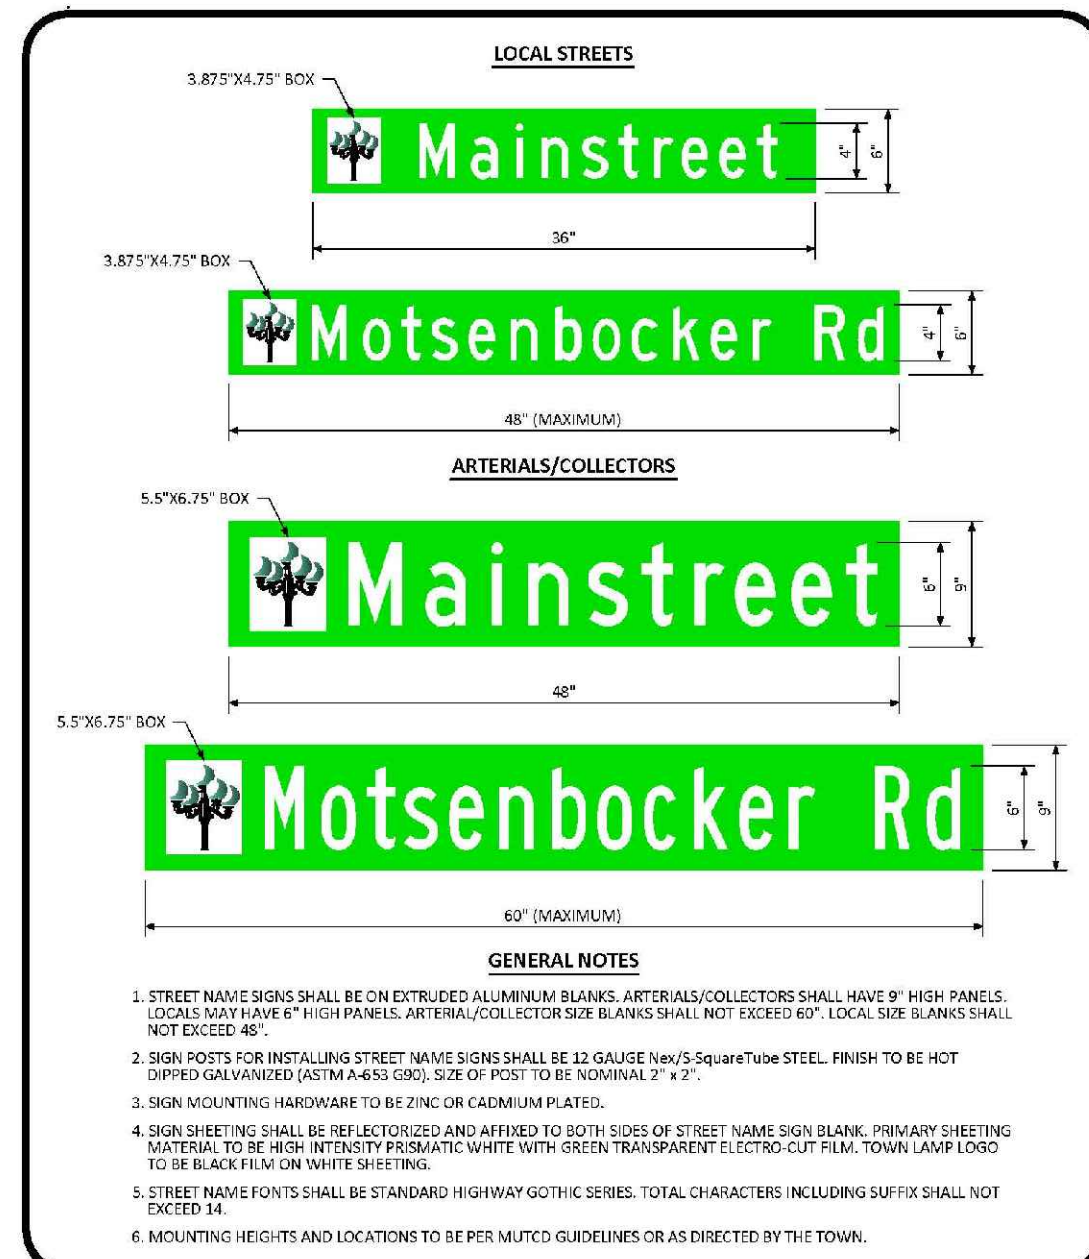 LOCAL STREETS
3.875"X4.75" BOX
Mainstreet
4"
6"
36"
3.875"X4.75" BOX
Motsenbocker Rd
4"
6"
48" (MAXIMUM)
ARTERIALS/COLLECTORS
5.5"X6.75" BOX
Mainstreet
6"
9"
48"
5.5"X6.75" BOX
Motsenbocker Rd
6"
9"
60" (MAXIMUM)
GENERAL NOTES
1. STREET NAME SIGNS SHALL BE ON EXTRUDED ALUMINUM BLANKS. ARTERIALS/COLLECTORS SHALL HAVE 9" HIGH PANELS.
LOCALS MAY HAVE 6" HIGH PANELS. ARTERIAL/COLLECTOR SIZE BLANKS SHALL NOT EXCEED 60". LOCAL SIZE BLANKS SHALL
NOT EXCEED 48".
2. SIGN POSTS FOR INSTALLING STREET NAME SIGNS SHALL BE 12 GAUGE Nex/S-SquareTube STEEL. FINISH TO BE HOT
DIPPED GALVANIZED (ASTM A-653 G90). SIZE OF POST TO BE NOMINAL 2" x 2".
3. SIGN MOUNTING HARDWARE TO BE ZINC OR CADMIUM PLATED.
4. SIGN SHEETING SHALL BE REFLECTORIZED AND AFFIXED TO BOTH SIDES OF STREET NAME SIGN BLANK. PRIMARY SHEETING
MATERIAL TO BE HIGH INTENSITY PRISMATIC WHITE WITH GREEN TRANSPARENT ELECTRO-CUT FILM. TOWN LAMP LOGO
TO BE BLACK FILM ON WHITE SHEETING.
5. STREET NAME FONTS SHALL BE STANDARD HIGHWAY GOTHIC SERIES. TOTAL CHARACTERS INCLUDING SUFFIX SHALL NOT
EXCEED 14.
6. MOUNTING HEIGHTS AND LOCATIONS TO BE PER MUTCD GUIDELINES OR AS DIRECTED BY THE TOWN.